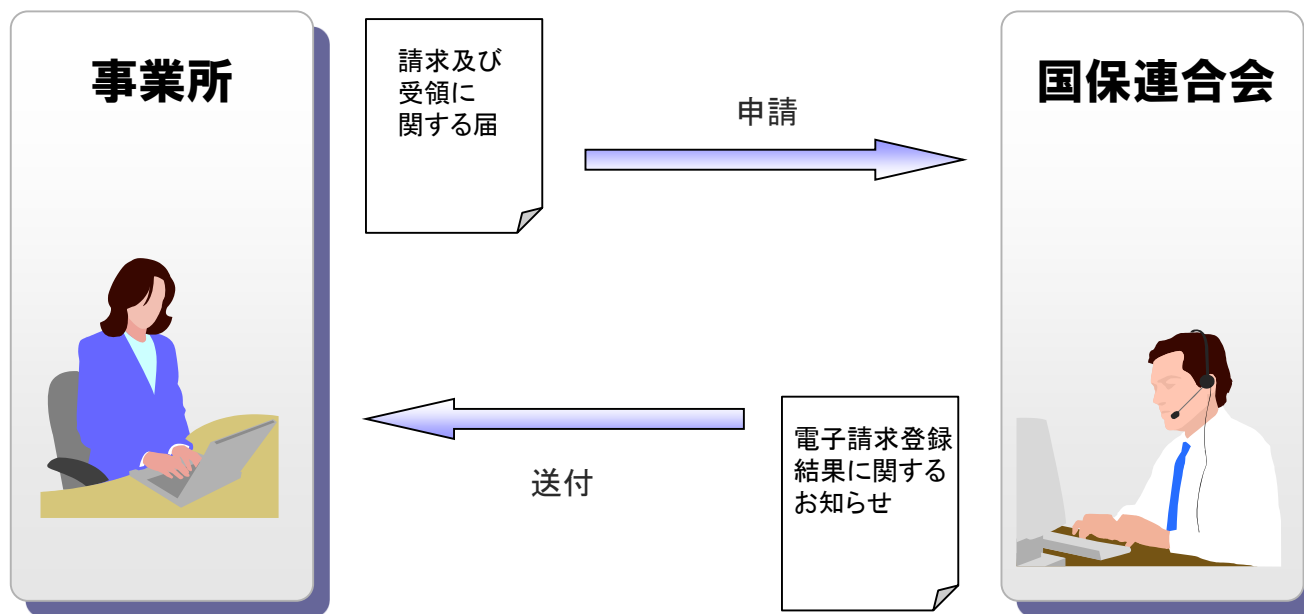 事業所
請求及び
受領に
関する届
申請
国保連合会
送付
電子請求登録
結果に関する
お知らせ